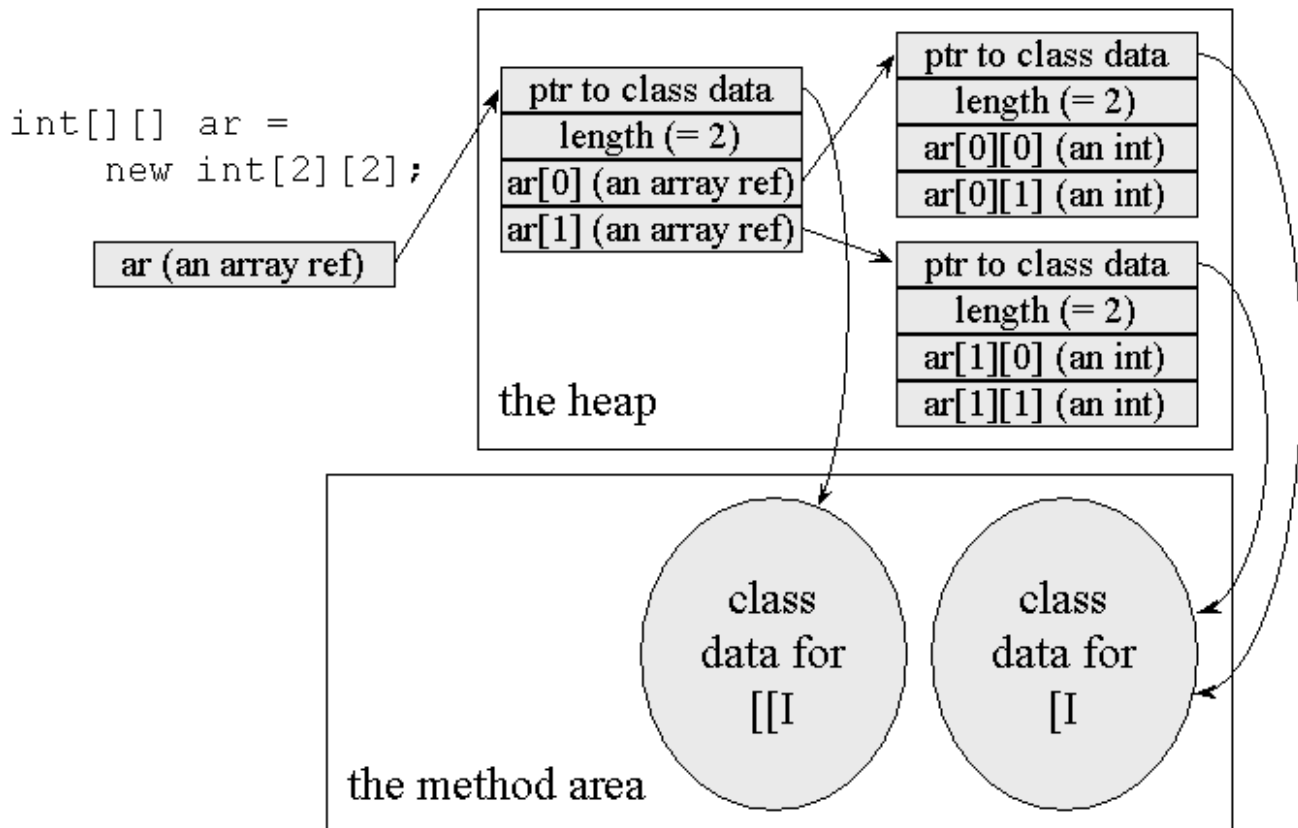 int[][] ar =
new int[2][2];
ar (an array ref)
ptr to class data
length (= 2)
ar[0] (an array ref)
ar[1] (an array ref)
ptr to class data
length (= 2)
ar[0][0] (an int)
ar[0][1] (an int)
ptr to class data
length (= 2)
ar[1][0] (an int)
ar[1][1] (an int)
the heap
class
data for
[[I
class
data for
[I
the method area